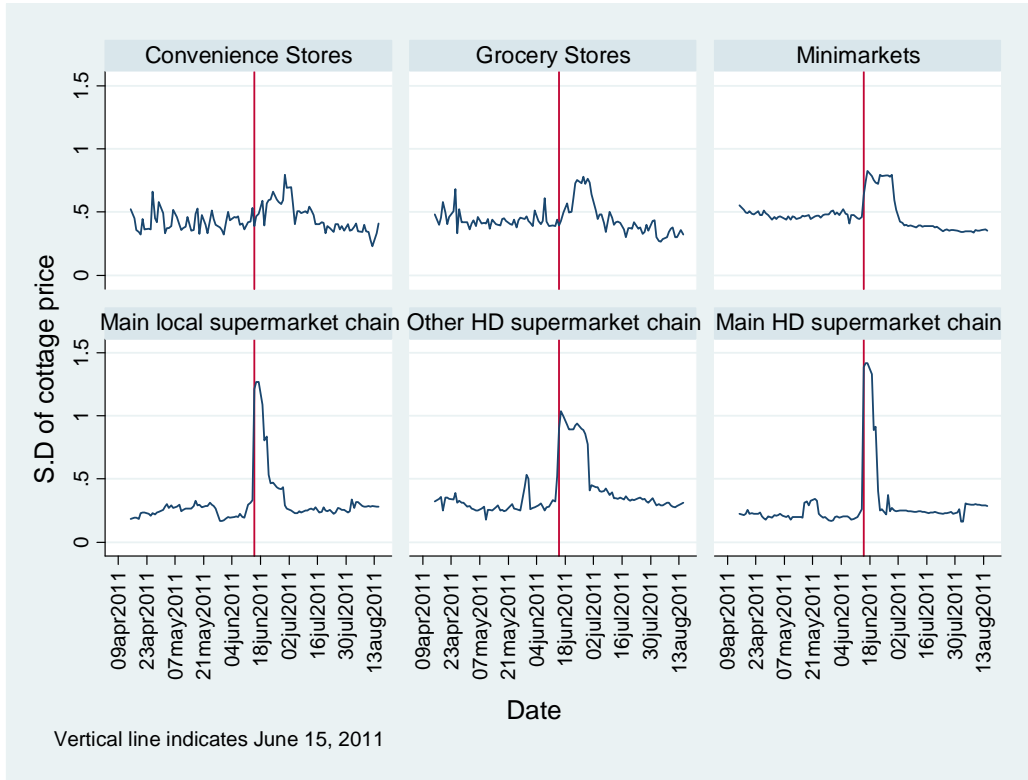 Convenience Stores
Grocery Stores
Minimarkets
1.5
1
.5
0
Main local supermarket chain
Other HD supermarket chain
Main HD supermarket chain
1.5
1
.5
0
S.D of cottage price
09apr2011
23apr2011
07may2011
21may2011
04jun2011
18jun2011
02jul2011
16jul2011
30jul2011
13aug2011
09apr2011
23apr2011
07may2011
21may2011
04jun2011
18jun2011
02jul2011
16jul2011
30jul2011
13aug2011
09apr2011
23apr2011
07may2011
21may2011
04jun2011
18jun2011
02jul2011
16jul2011
30jul2011
13aug2011
Date
Vertical line indicates June 15, 2011